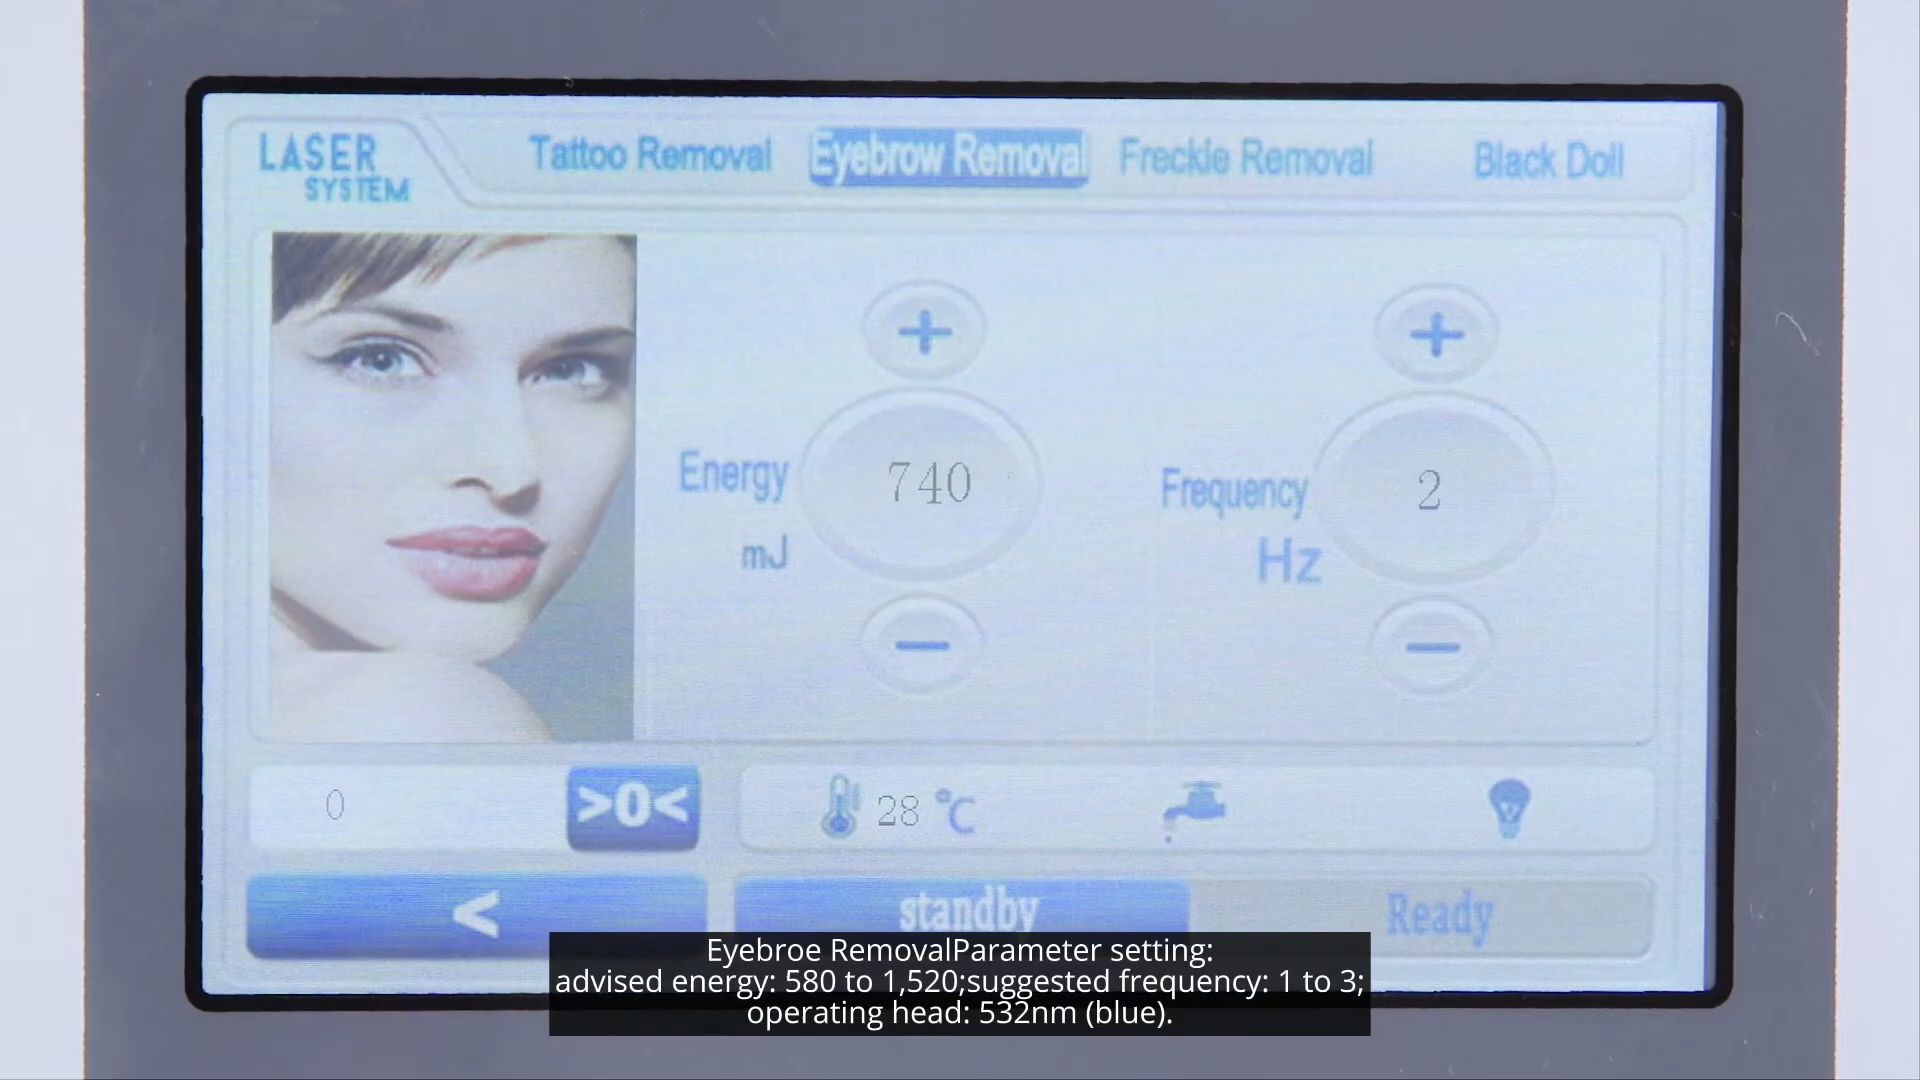 LASER
SYSTEM
Tattoo Removal
Eyebrow Removal
Freckle Removal
Black Doll
+
+
Energy
mJ
740
Frequency
Hz
2
—
—
0
>0<
28 °C
<
standby
Ready
Eyebroe RemovalParameter setting:
advised energy: 580 to 1,520;suggested frequency: 1 to 3;
operating head: 532nm (blue).